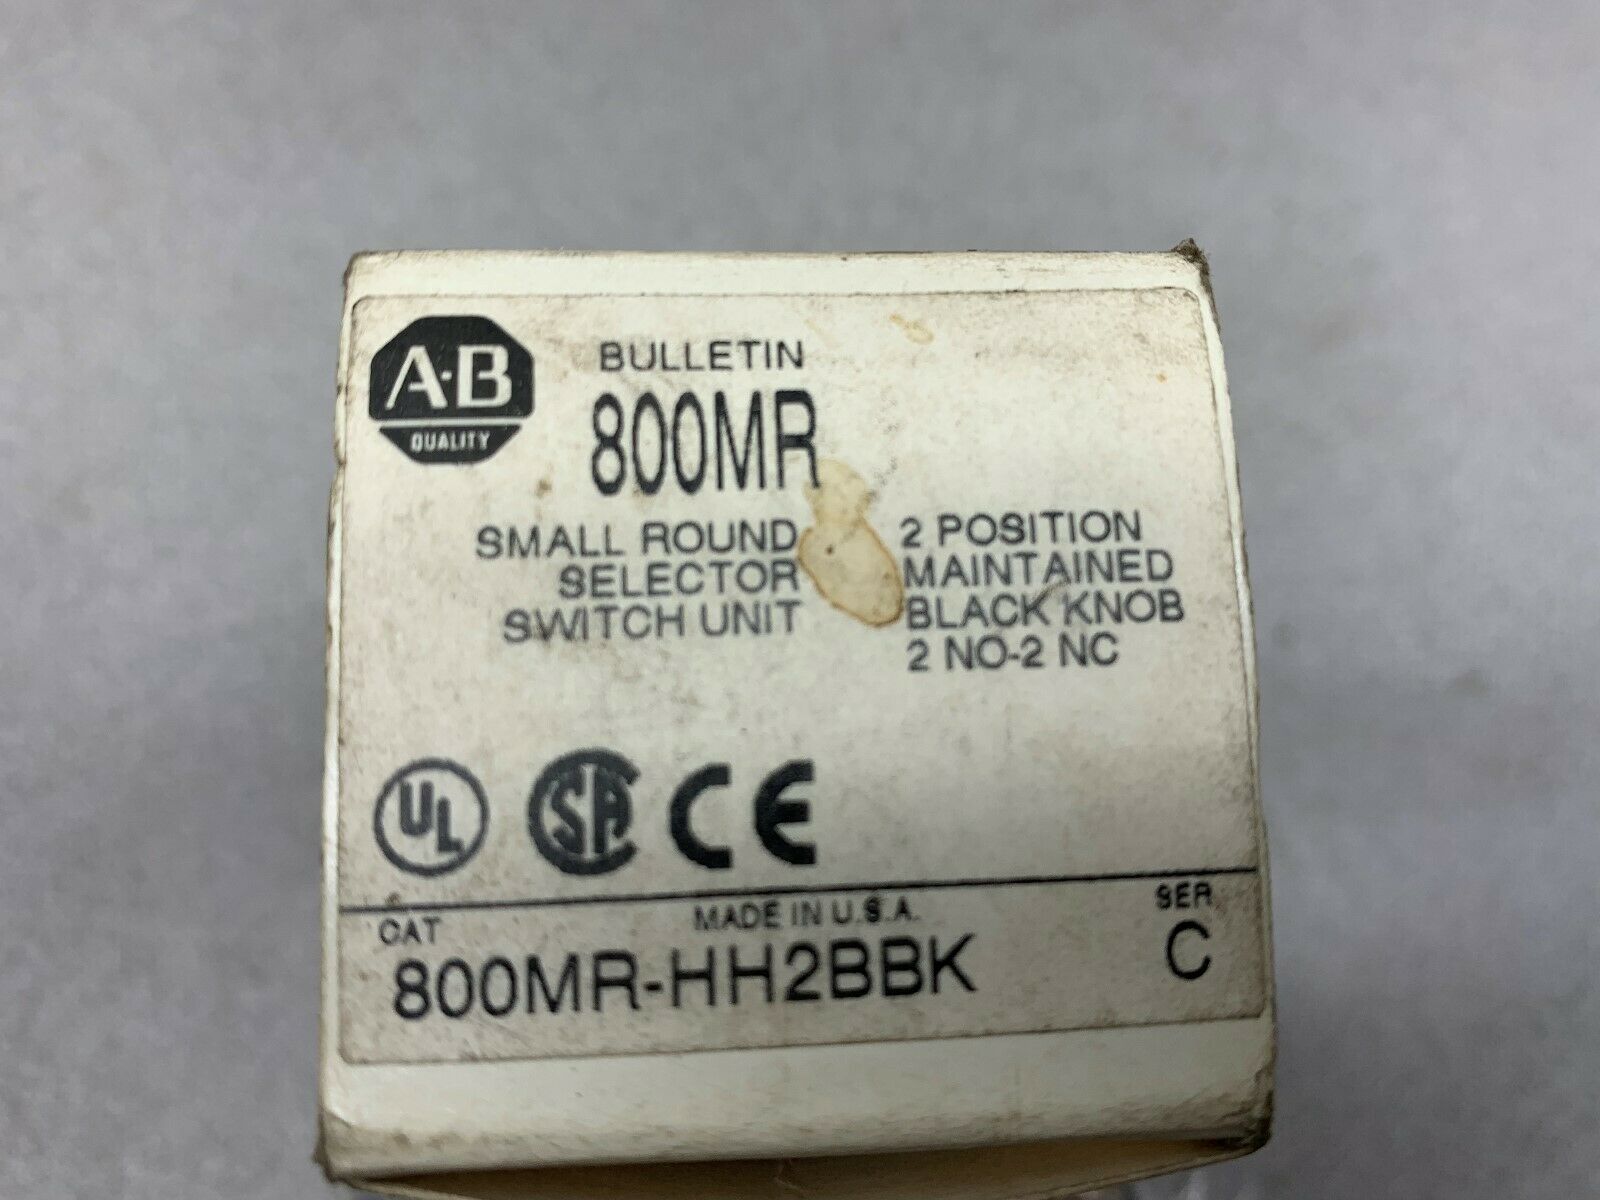 A-B
QUALITY
BULLETIN
800MR
SMALL ROUND
SELECTOR
SWITCH UNIT
2 POSITION
MAINTAINED
BLACK KNOB
2 NO-2 NC
UL
CSA
CE
CAT
MADE IN U.S.A.
SER
800MR-HH2BBK
C